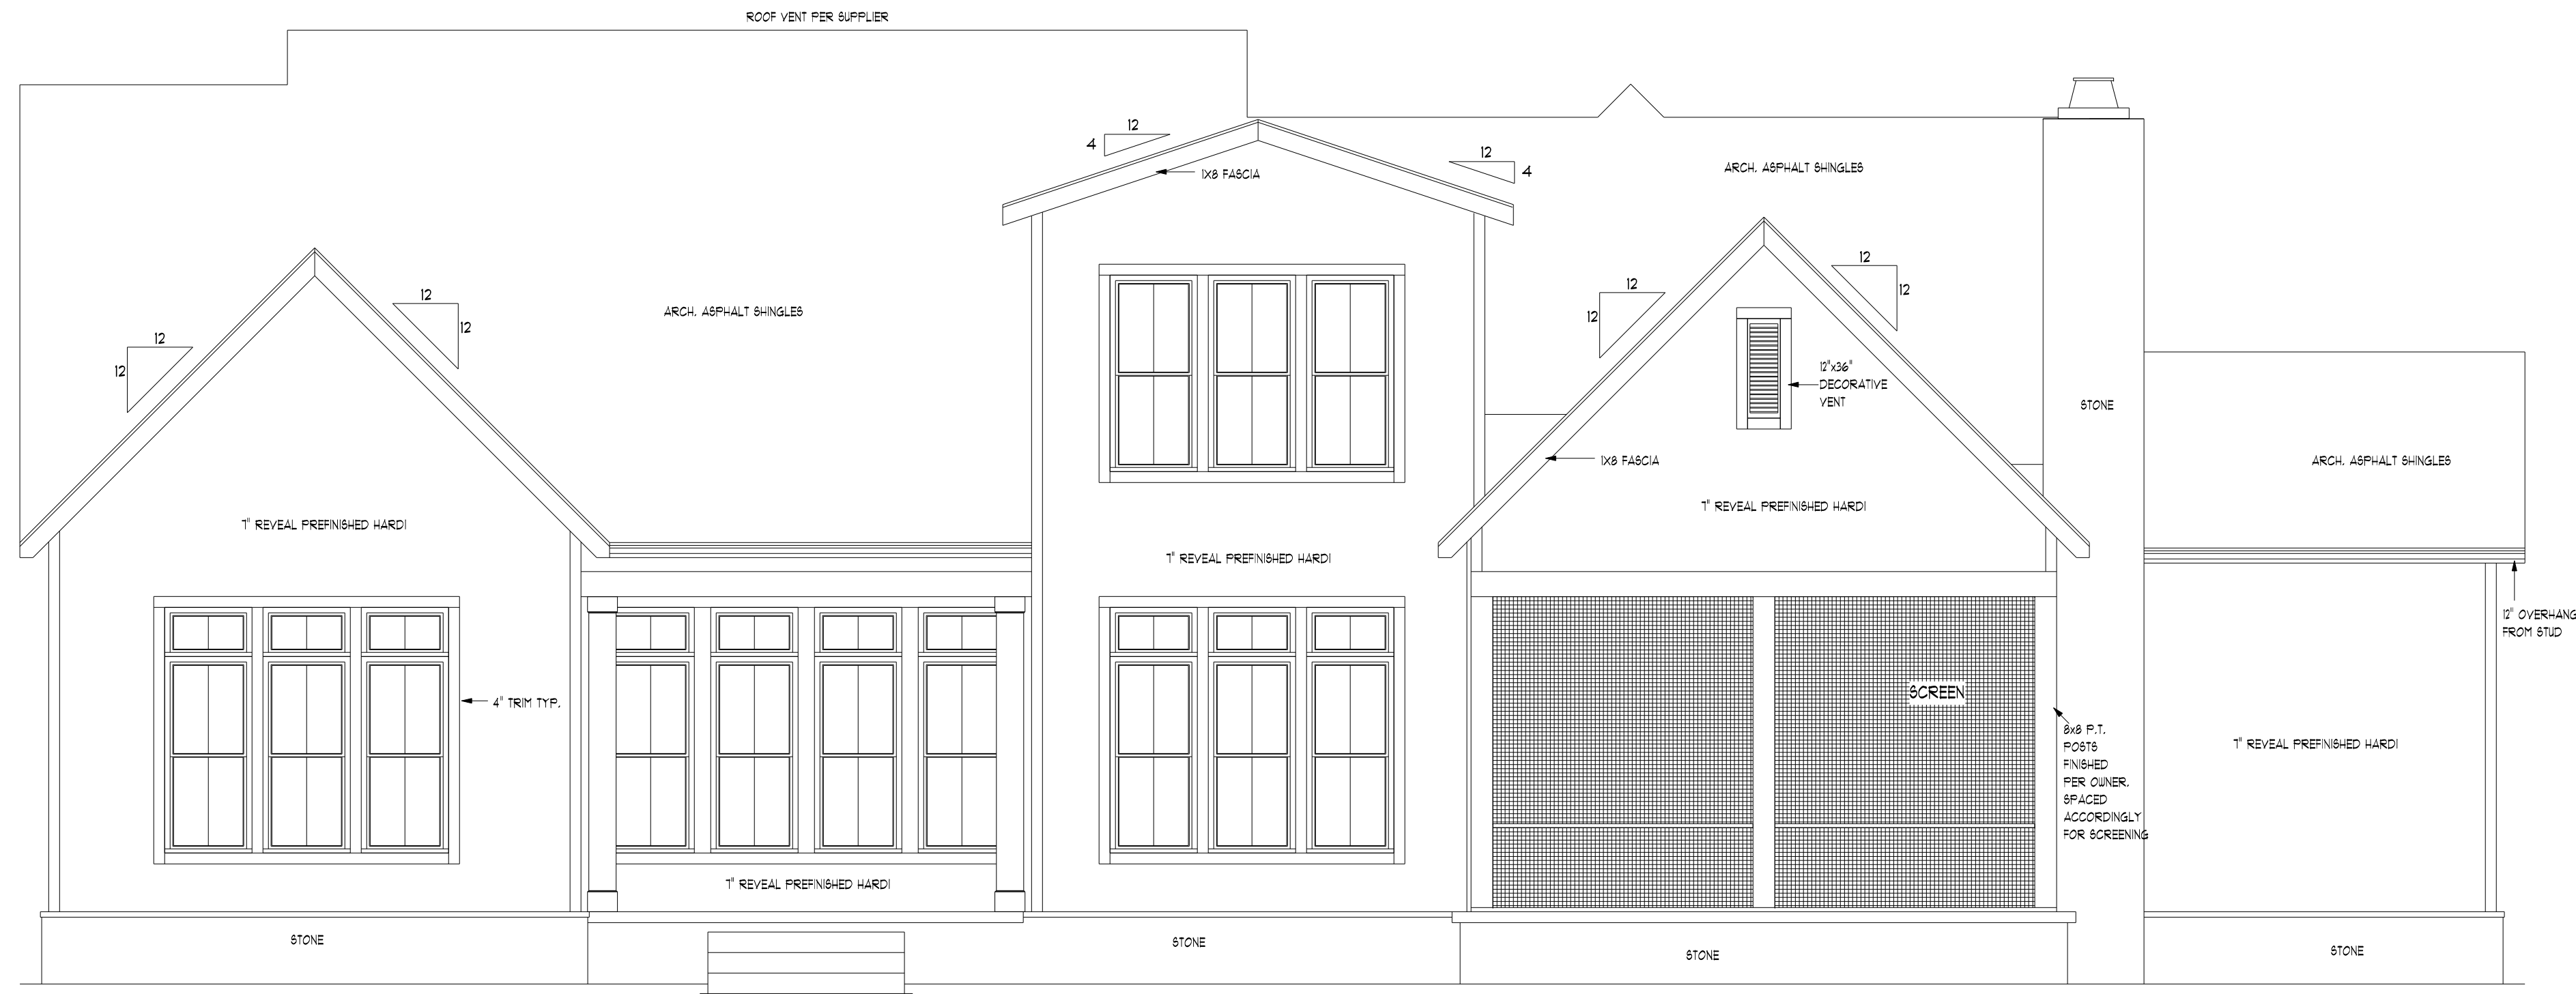 ROOF VENT PER SUPPLIER
12
4
12
4
1X8 FASCIA
ARCH. ASPHALT SHINGLES
12
12
12
12
12
12
12
12
ARCH. ASPHALT SHINGLES
12"x36"
DECORATIVE
VENT
STONE
1X8 FASCIA
ARCH. ASPHALT SHINGLES
7" REVEAL PREFINISHED HARDI
7" REVEAL PREFINISHED HARDI
7" REVEAL PREFINISHED HARDI
12" OVERHANG
FROM STUD
4" TRIM TYP.
SCREEN
8x8 P.T.
POSTS
FINISHED
PER OWNER.
SPACED
ACCORDINGLY
FOR SCREENING
7" REVEAL PREFINISHED HARDI
7" REVEAL PREFINISHED HARDI
STONE
STONE
STONE
STONE